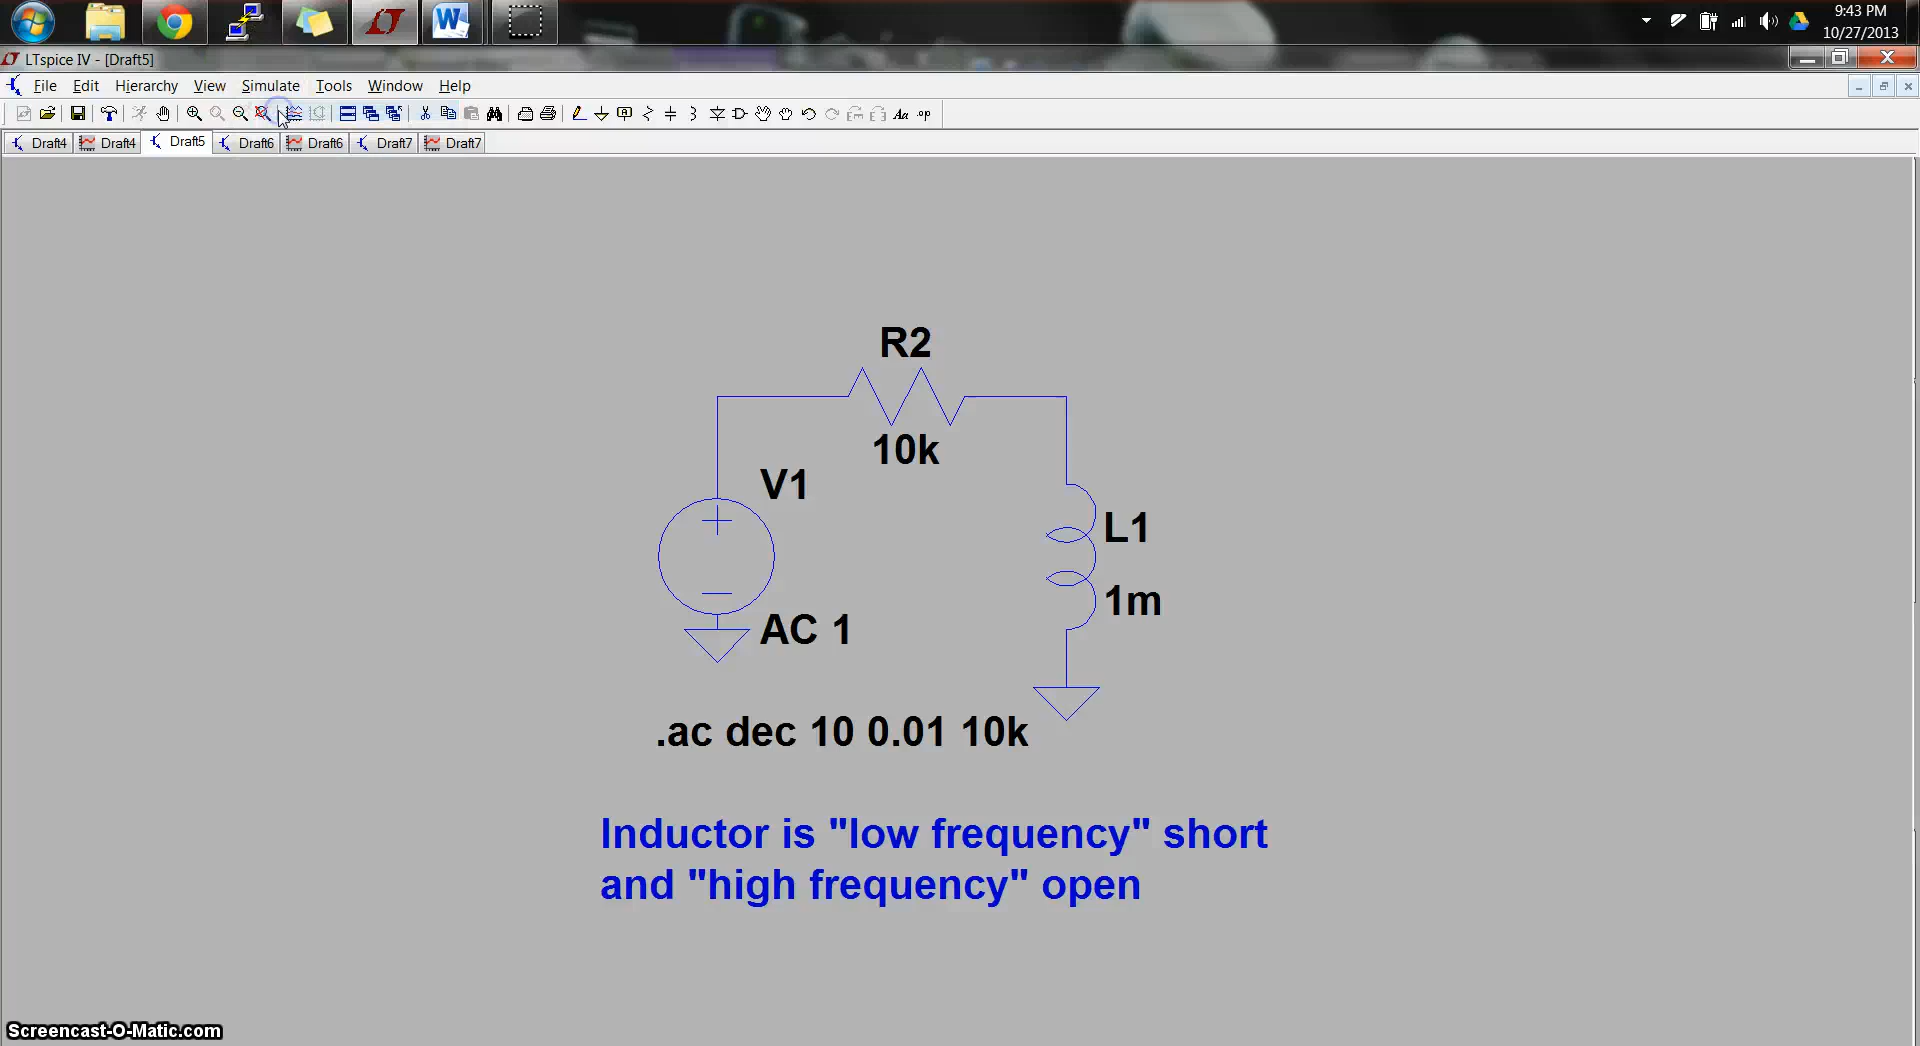 9:43 PM
10/27/2013
LTspice IV - [Draft5]
File Edit Hierarchy View Simulate Tools Window Help
Aa .op
Draft4 Draft4 Draft5 Draft6 Draft6 Draft7 Draft7
R2
10k
V1
AC 1
L1
1m
.ac dec 10 0.01 10k
Inductor is "low frequency" short
and "high frequency" open
Screencast-O-Matic.com